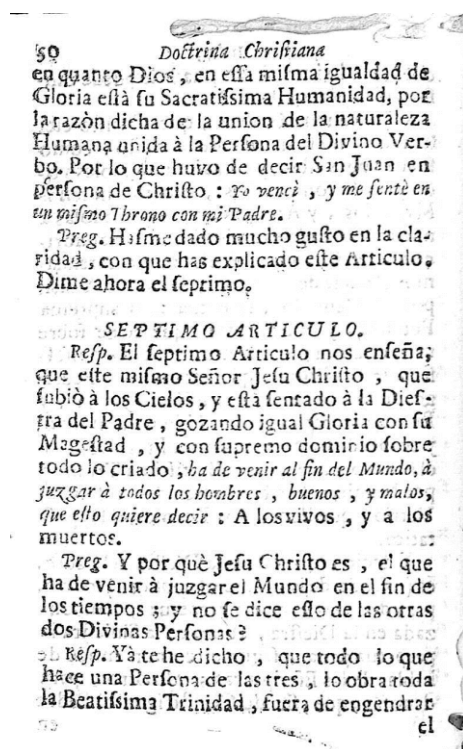 50 Doctrina Christiana
en quanto Dios, en eſſa miſma igualdad de
Gloria eſtà ſu Sacratiſsima Humanidad, por
la razòn dicha de la union de la naturaleza
Humana unida à la Perſona del Divino Ver-
bo. Por lo que huvo de decir San Juan en
perſona de Chriſto : Yo vencì , y me ſentè en
un miſmo Throno con mi Padre.
Preg. Haſme dado mucho guſto en la cla-
ridad, con que has explicado eſte Articulo.
Dime ahora el ſeptimo.
SEPTIMO ARTICULO.
Reſp. El ſeptimo Articulo nos enſeña;
que eſte miſmo Señor Jeſu Chriſto , que
ſubiò à los Cielos, y eſtà ſentado à la Dieſ-
tra del Padre, gozando igual Gloria con ſu
Mageſtad , y con ſupremo dominio ſobre
todo lo criado , ha de venir al fin del Mundo, à
juzgar à todos los hombres , buenos , y malos,
que eſto quiere decir : A los vivos , y a los
muertos.
Preg. Y por què Jeſu Chriſto es , el que
ha de venir à juzgar el Mundo en el fin de
los tiempos ; y no ſe dice eſſo de las otras
dos Divinas Perſonas ?
Reſp. Yà te he dicho , que todo lo que
hace una Perſona de las tres , lo obra toda
la Beatiſsima Trinidad , fuera de engendrar
el